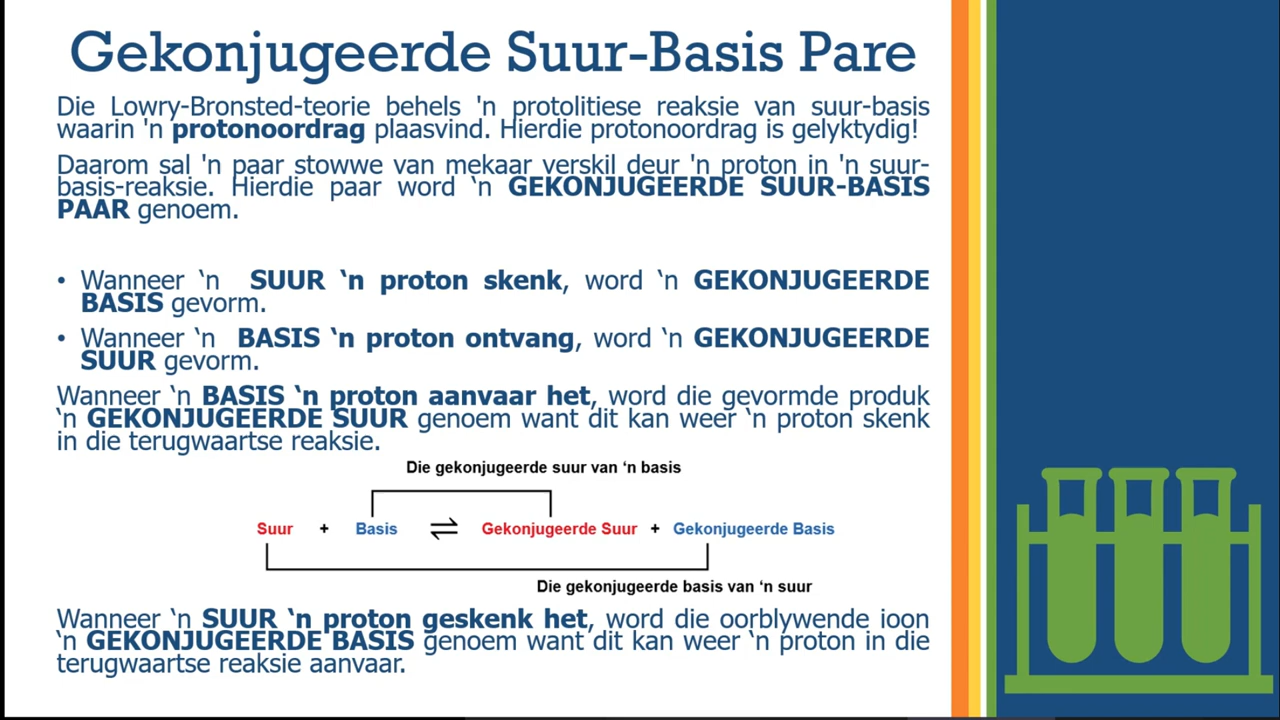 Gekonjugeerde Suur-Basis Pare
Die Lowry-Bronsted-teorie behels 'n protolitiese reaksie van suur-basis
waarin 'n protonoordrag plaasvind. Hierdie protonoordrag is gelyktydig!
Daarom sal 'n paar stowwe van mekaar verskil deur 'n proton in 'n suur-
basis-reaksie. Hierdie paar word ‘n GEKONJUGEERDE SUUR-BASIS
PAAR genoem.
• Wanneer ‘n SUUR ‘n proton skenk, word ‘n GEKONJUGEERDE
BASIS gevorm.
• Wanneer ‘n BASIS ‘n proton ontvang, word ‘n GEKONJUGEERDE
SUUR gevorm.
Wanneer ‘n BASIS ‘n proton aanvaar het, word die gevormde produk
‘n GEKONJUGEERDE SUUR genoem want dit kan weer ‘n proton skenk
in die terugwaartse reaksie.
Die gekonjugeerde suur van ‘n basis
Suur + Basis ⇌ Gekonjugeerde Suur + Gekonjugeerde Basis
Die gekonjugeerde basis van ‘n suur
Wanneer ‘n SUUR ‘n proton geskenk het, word die oorblywende ioon
‘n GEKONJUGEERDE BASIS genoem want dit kan weer ‘n proton in die
terugwaartse reaksie aanvaar.